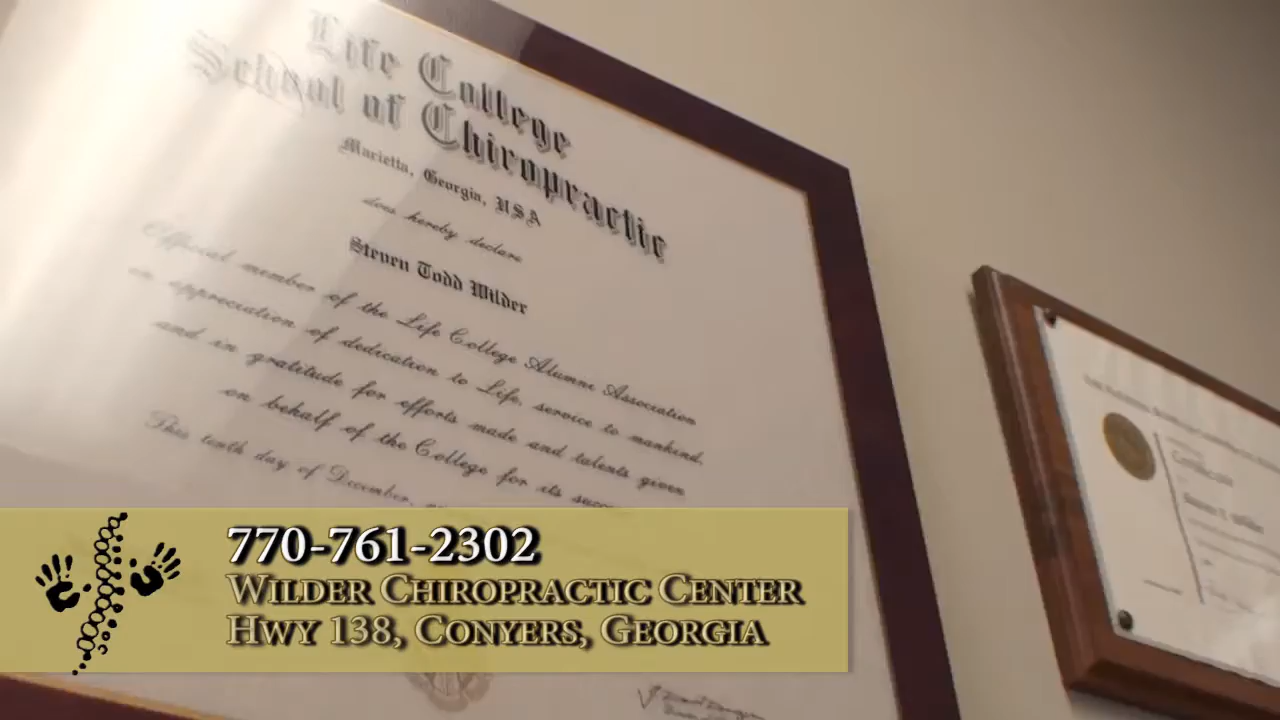 Life College
School of Chiropractic
Marietta, Georgia, USA
does hereby declare
Steven Todd Wilder
Official member of the Life College Alumni Association
in appreciation of dedication to Life, service to mankind,
and in gratitude for efforts made and talents given
on behalf of the College for its
This tenth day of December,
770-761-2302
Wilder Chiropractic Center
Hwy 138, Conyers, Georgia
Certificate